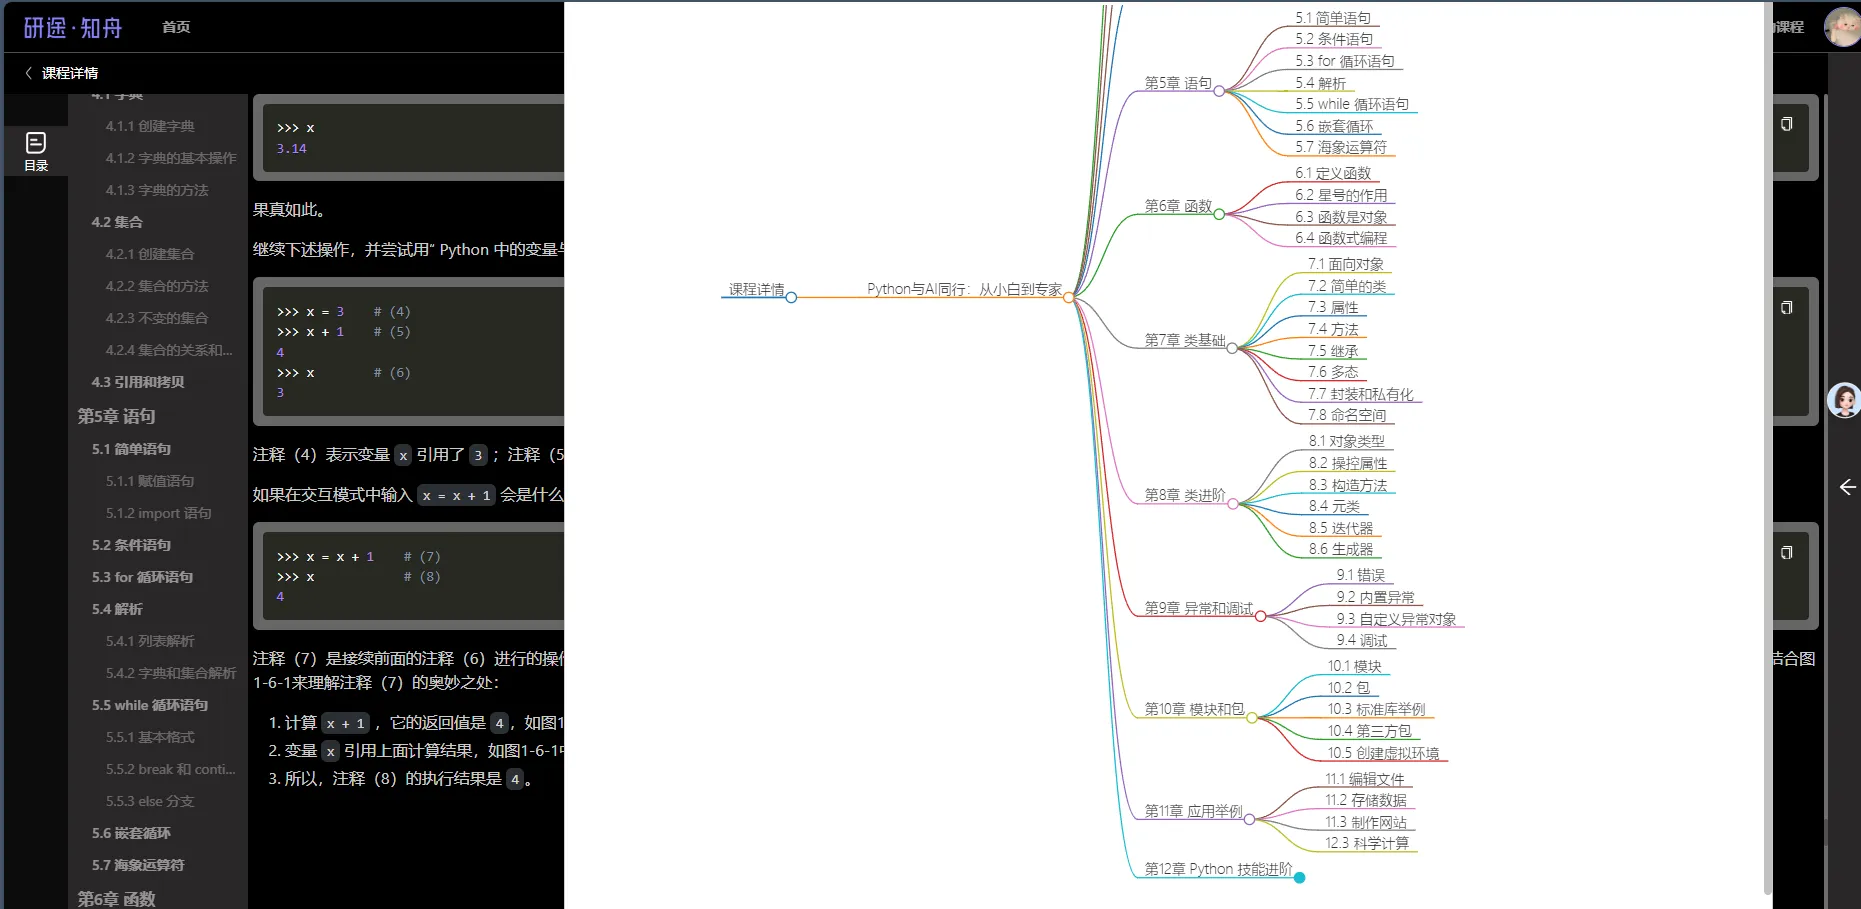 研途·知舟
首页
课程
课程详情
目录
4.1 字典
4.1.1 创建字典
4.1.2 字典的基本操作
4.1.3 字典的方法
4.2 集合
4.2.1 创建集合
4.2.2 集合的方法
4.2.3 不变的集合
4.2.4 集合的关系和...
4.3 引用和拷贝
第5章 语句
5.1 简单语句
5.1.1 赋值语句
5.1.2 import 语句
5.2 条件语句
5.3 for 循环语句
5.4 解析
5.4.1 列表解析
5.4.2 字典和集合解析
5.5 while 循环语句
5.5.1 基本格式
5.5.2 break 和 conti...
5.5.3 else 分支
5.6 嵌套循环
5.7 海象运算符
第6章 函数
>>> x
3.14
果真如此。
继续下述操作，并尝试用“ Python 中的变量与
>>> x = 3 # (4)
>>> x + 1 # (5)
4
>>> x # (6)
3
注释（4）表示变量 x 引用了 3 ；注释（5
如果在交互模式中输入 x = x + 1 会是什么
>>> x = x + 1 # (7)
>>> x # (8)
4
注释（7）是接续前面的注释（6）进行的操作
结合图
1-6-1来理解注释（7）的奥妙之处：
1. 计算 x + 1 ，它的返回值是 4 ，如图1
2. 变量 x 引用上面计算结果，如图1-6-1中
3. 所以，注释（8）的执行结果是 4 。
课程详情
Python与AI同行：从小白到专家
第5章 语句
5.1 简单语句
5.2 条件语句
5.3 for 循环语句
5.4 解析
5.5 while 循环语句
5.6 嵌套循环
5.7 海象运算符
第6章 函数
6.1 定义函数
6.2 星号的作用
6.3 函数是对象
6.4 函数式编程
第7章 类基础
7.1 面向对象
7.2 简单的类
7.3 属性
7.4 方法
7.5 继承
7.6 多态
7.7 封装和私有化
7.8 命名空间
第8章 类进阶
8.1 对象类型
8.2 操控属性
8.3 构造方法
8.4 元类
8.5 迭代器
8.6 生成器
第9章 异常和调试
9.1 错误
9.2 内置异常
9.3 自定义异常对象
9.4 调试
第10章 模块和包
10.1 模块
10.2 包
10.3 标准库举例
10.4 第三方包
10.5 创建虚拟环境
第11章 应用举例
11.1 编辑文件
11.2 存储数据
11.3 制作网站
12.3 科学计算
第12章 Python 技能进阶